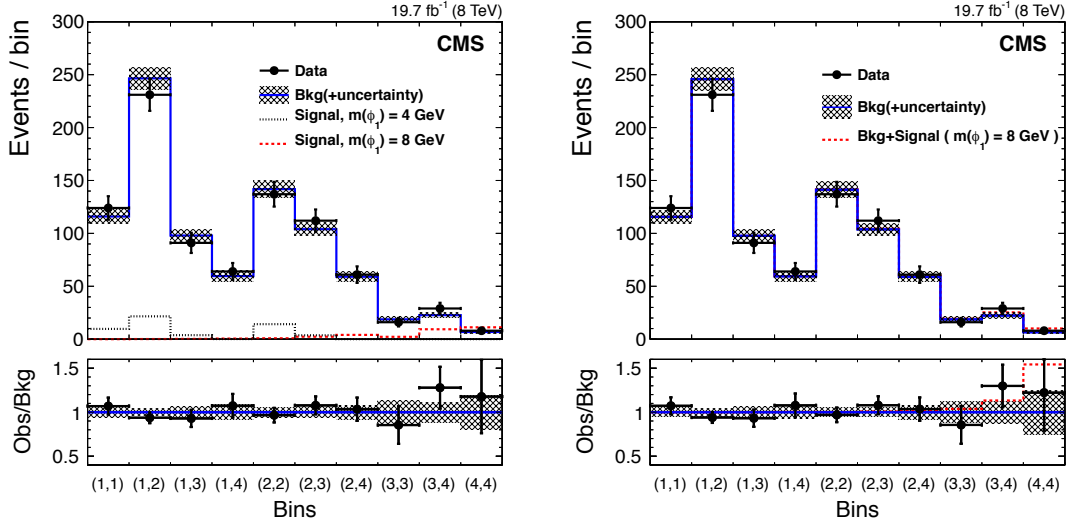 19.7 fb⁻¹ (8 TeV)
CMS
Events / bin
300
250
200
150
100
50
0
Data
Bkg(+uncertainty)
Signal, m(ϕ₁) = 4 GeV
Signal, m(ϕ₁) = 8 GeV
Obs/Bkg
1.5
1
0.5
(1,1) (1,2) (1,3) (1,4) (2,2) (2,3) (2,4) (3,3) (3,4) (4,4)
Bins
19.7 fb⁻¹ (8 TeV)
CMS
Events / bin
300
250
200
150
100
50
0
Data
Bkg(+uncertainty)
Bkg+Signal ( m(ϕ₁) = 8 GeV )
Obs/Bkg
1.5
1
0.5
(1,1) (1,2) (1,3) (1,4) (2,2) (2,3) (2,4) (3,3) (3,4) (4,4)
Bins